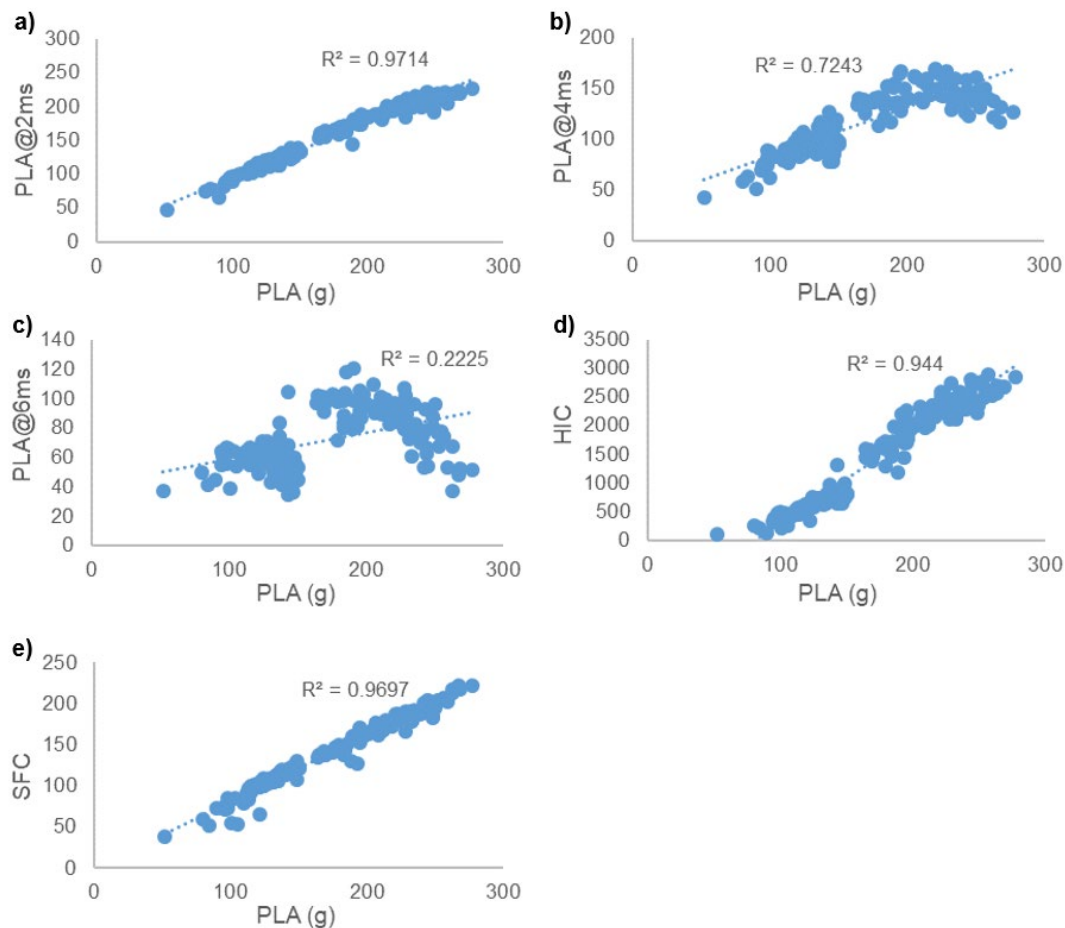 a)
300
250
200
150
100
50
0
PLA@2ms
R² = 0.9714
0 100 200 300
PLA (g)
b)
200
150
100
50
0
PLA@4ms
R² = 0.7243
0 100 200 300
PLA (g)
c)
140
120
100
80
60
40
20
0
PLA@6ms
R² = 0.2225
0 100 200 300
PLA (g)
d)
3500
3000
2500
2000
1500
1000
500
0
HIC
R² = 0.944
0 100 200 300
PLA (g)
e)
250
200
150
100
50
0
SFC
R² = 0.9697
0 100 200 300
PLA (g)